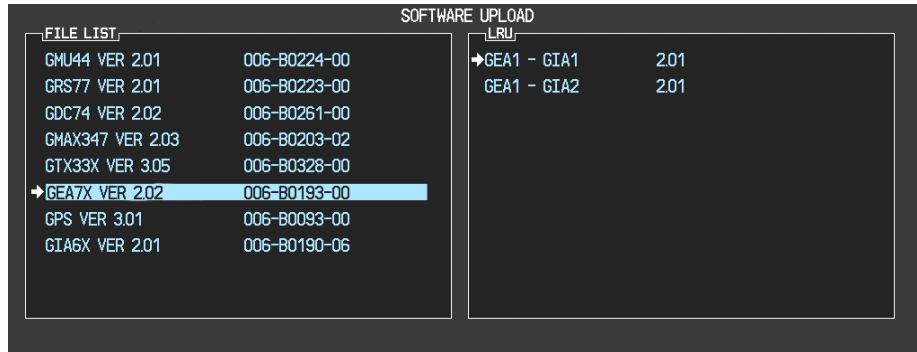 SOFTWARE UPLOAD
FILE LIST
GMU44 VER 2.01 006-B0224-00
GRS77 VER 2.01 006-B0223-00
GDC74 VER 2.02 006-B0261-00
GMAX347 VER 2.03 006-B0203-02
GTX33X VER 3.05 006-B0328-00
GEA7X VER 2.02 006-B0193-00
GPS VER 3.01 006-B0093-00
GIA6X VER 2.01 006-B0190-06
LRU
GEA1 - GIA1 2.01
GEA1 - GIA2 2.01